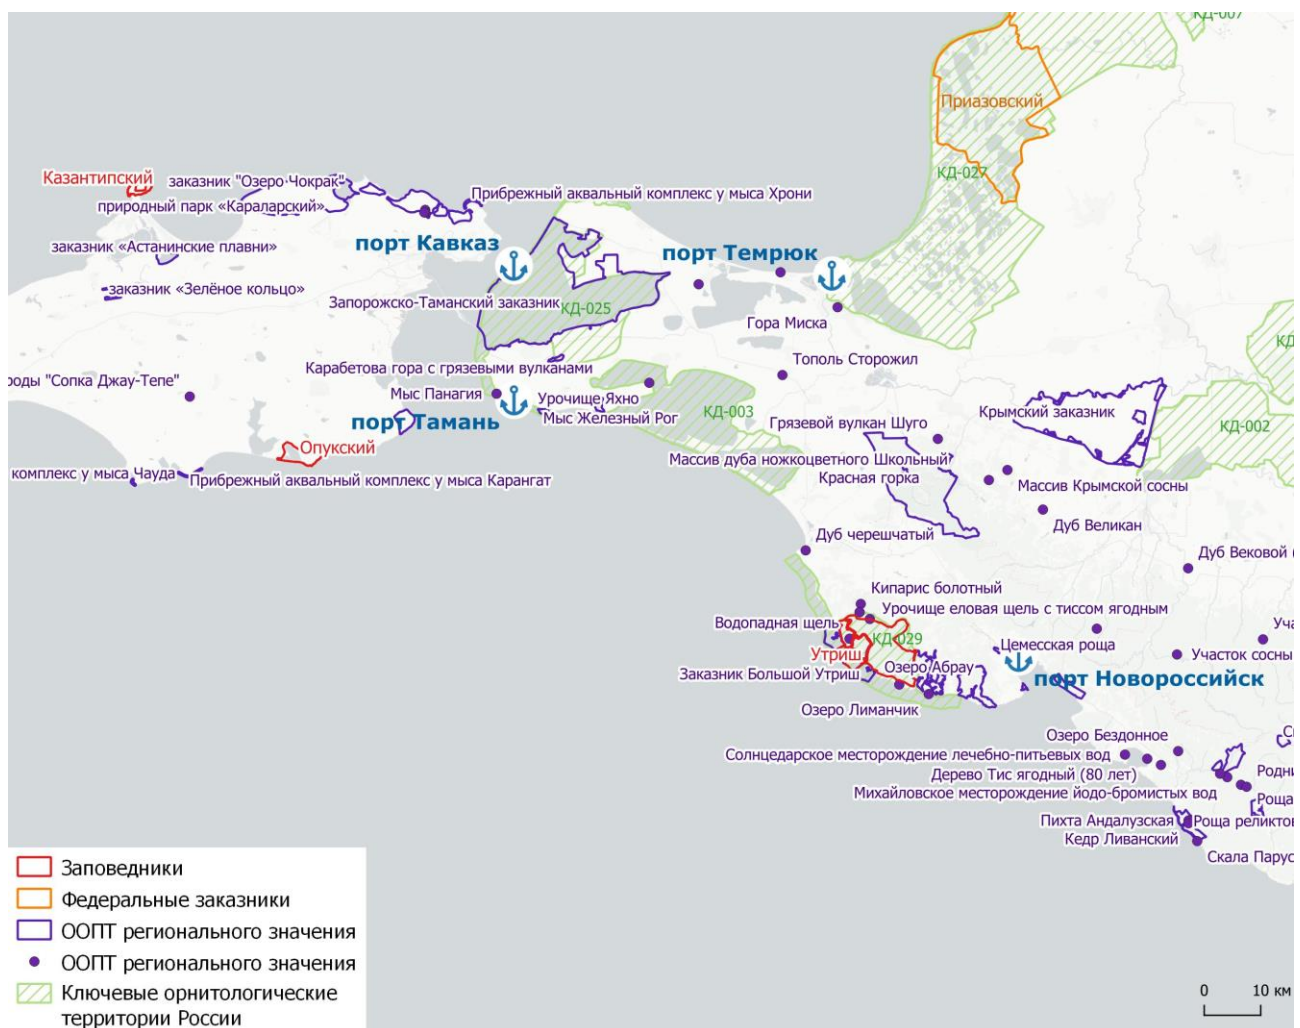 КД-007
Приазовский
КД-027
Казантипский
заказник "Озеро Чокрак"
Прибрежный аквальный комплекс у мыса Хрони
природный парк «Караларский»
порт Кавказ
заказник «Астанинские плавни»
порт Темрюк
заказник «Зелёное кольцо»
Запорожско-Таманский заказник
КД-025
Гора Миска
Тополь Сторожил
Карабетова гора с грязевыми вулканами
роды "Сопка Джау-Тепе"
Мыс Панагия
Урочище Яхно
порт Тамань
Мыс Железный Рог
КД-003
Крымский заказник
КД-002
Грязевой вулкан Шуго
Опукский
Массив дуба ножкоцветного Школьный
комплекс у мыса Чауда
Прибрежный аквальный комплекс у мыса Карангат
Красная горка
Массив Крымской сосны
Дуб Великан
Дуб черешчатый
Дуб Вековой (
Кипарис болотный
Урочище еловая щель с тиссом ягодным
Водопадная щель
КД-029
Утриш
Цемесская роща
Уча
Участок сосны
Заказник Большой Утриш
Озеро Абрау
порт Новороссийск
Озеро Лиманчик
Озеро Бездонное
Солнцедарское месторождение лечебно-питьевых вод
Дерево Тис ягодный (80 лет)
Родни
Михайловское месторождение йодо-бромистых вод
Роща
Пихта Андалузская
Роща реликтов
Кедр Ливанский
Скала Парус
Заповедники
Федеральные заказники
ООПТ регионального значения
ООПТ регионального значения
Ключевые орнитологические
территории России
0 10 км